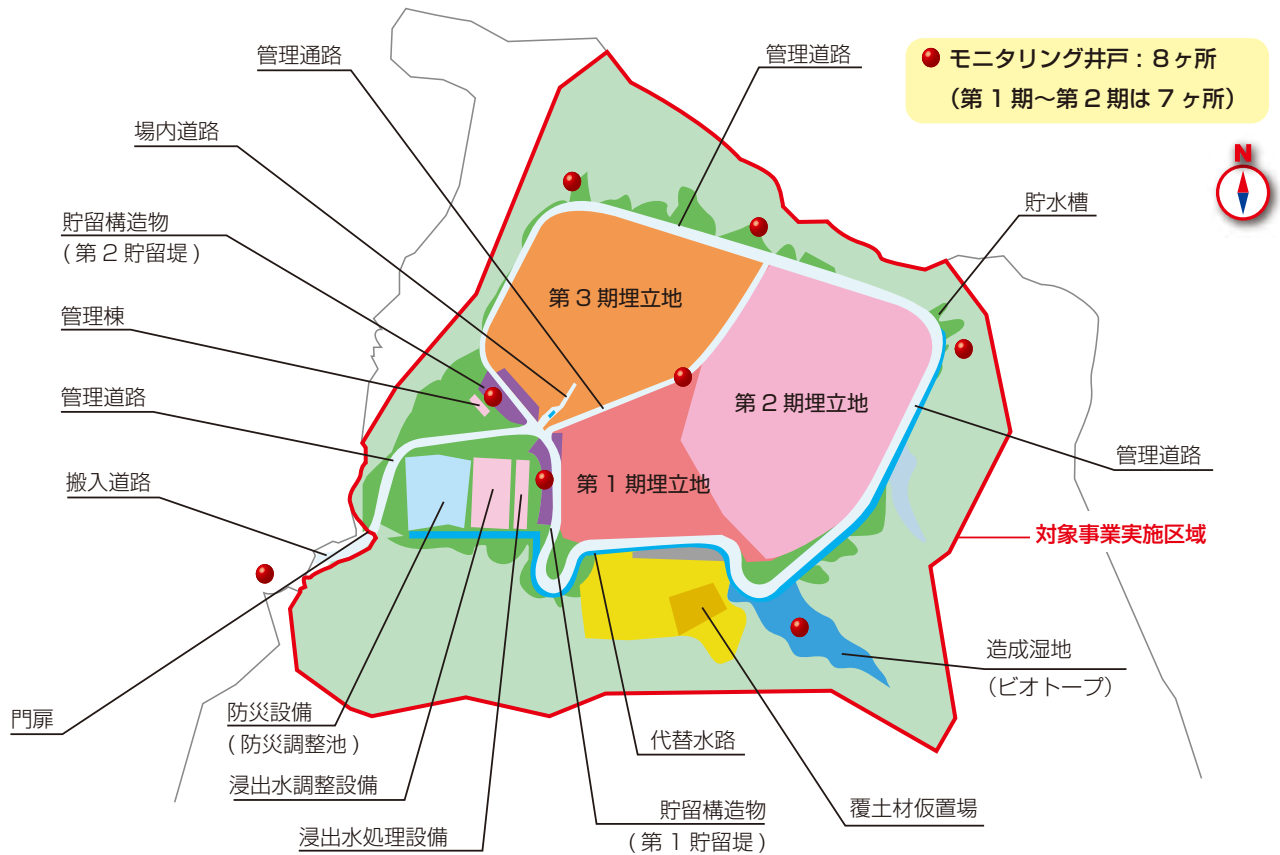 管理通路
管理道路
モニタリング井戸：8ヶ所
（第1期～第2期は7ヶ所）
場内道路
N
貯水槽
貯留構造物
（第2貯留堤）
第3期埋立地
管理棟
管理道路
第2期埋立地
管理道路
搬入道路
第1期埋立地
対象事業実施区域
造成湿地
（ビオトープ）
門扉
防災設備
（防災調整池）
代替水路
浸出水調整設備
貯留構造物
（第1貯留堤）
覆土材仮置場
浸出水処理設備